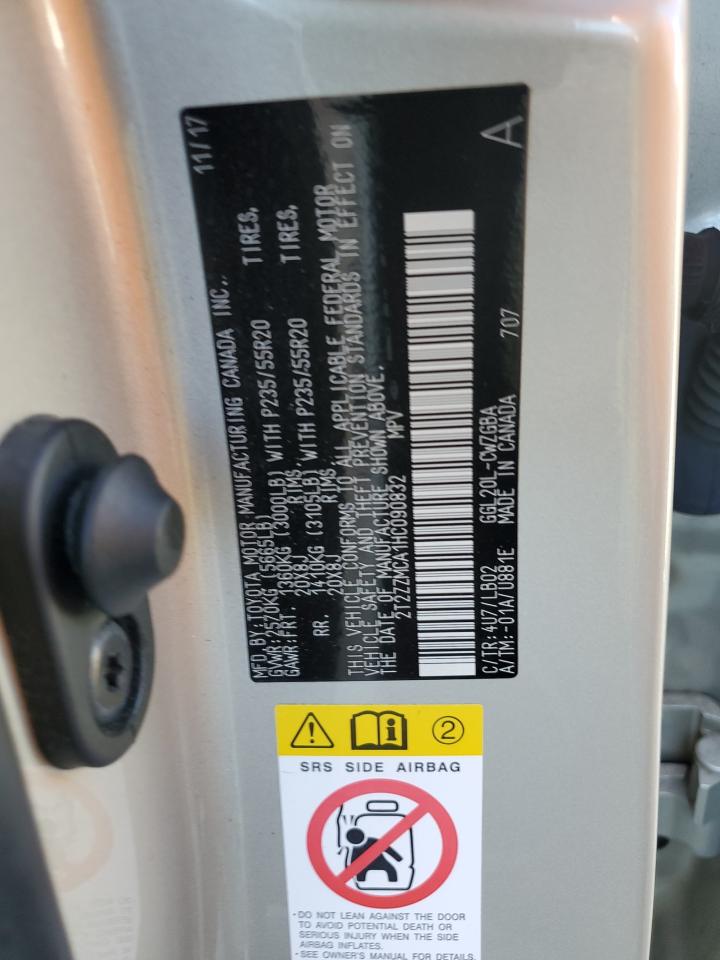 MFD.BY:TOYOTA MOTOR MANUFACTURING CANADA INC. 11/17
GVWR:2570KG (5665LB)
GAWR:FRT. 1360KG (3000LB) WITH P235/55R20 TIRES,
20X8J RIMS.
RR. 1410KG (3105LB) WITH P235/55R20 TIRES,
20X8J RIMS.
THIS VEHICLE CONFORMS TO ALL APPLICABLE FEDERAL MOTOR
VEHICLE SAFETY AND THEFT PREVENTION STANDARDS IN EFFECT ON
THE DATE OF MANUFACTURE SHOWN ABOVE.
2T2ZZMCA1HC090832 MPV
A
C/TR:4U7/LB02 GGL20L-CWZGBA
A/TM:-01A/U881E MADE IN CANADA 707
2
SRS SIDE AIRBAG
• DO NOT LEAN AGAINST THE DOOR
TO AVOID POTENTIAL DEATH OR
SERIOUS INJURY WHEN THE SIDE
AIRBAG INFLATES.
• SEE OWNER'S MANUAL FOR DETAILS.